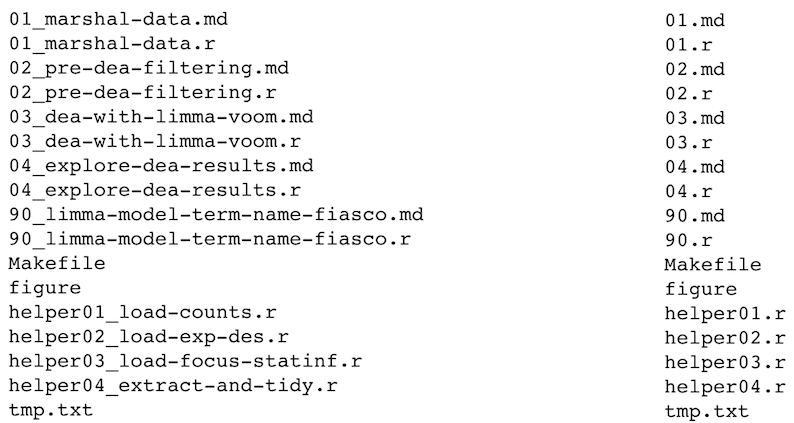 01_marshal-data.md
01_marshal-data.r
02_pre-dea-filtering.md
02_pre-dea-filtering.r
03_dea-with-limma-voom.md
03_dea-with-limma-voom.r
04_explore-dea-results.md
04_explore-dea-results.r
90_limma-model-term-name-fiasco.md
90_limma-model-term-name-fiasco.r
Makefile
figure
helper01_load-counts.r
helper02_load-exp-des.r
helper03_load-focus-statinf.r
helper04_extract-and-tidy.r
tmp.txt
01.md
01.r
02.md
02.r
03.md
03.r
04.md
04.r
90.md
90.r
Makefile
figure
helper01.r
helper02.r
helper03.r
helper04.r
tmp.txt